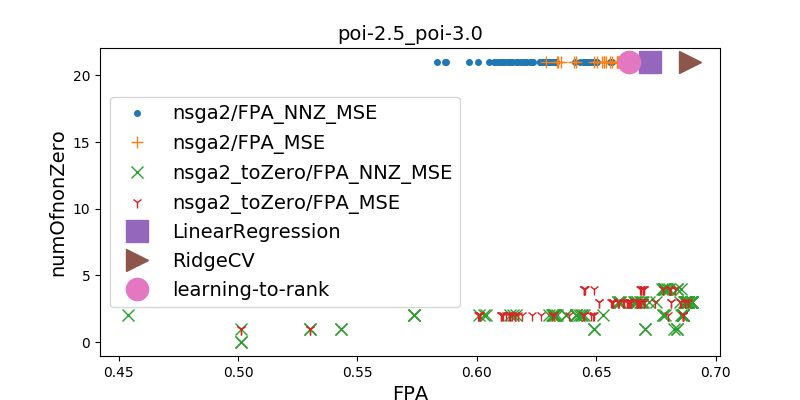 poi-2.5_poi-3.0
numOfnonZero
20
15
10
5
0
nsga2/FPA_NNZ_MSE
nsga2/FPA_MSE
nsga2_toZero/FPA_NNZ_MSE
nsga2_toZero/FPA_MSE
LinearRegression
RidgeCV
learning-to-rank
0.45 0.50 0.55 0.60 0.65 0.70
FPA